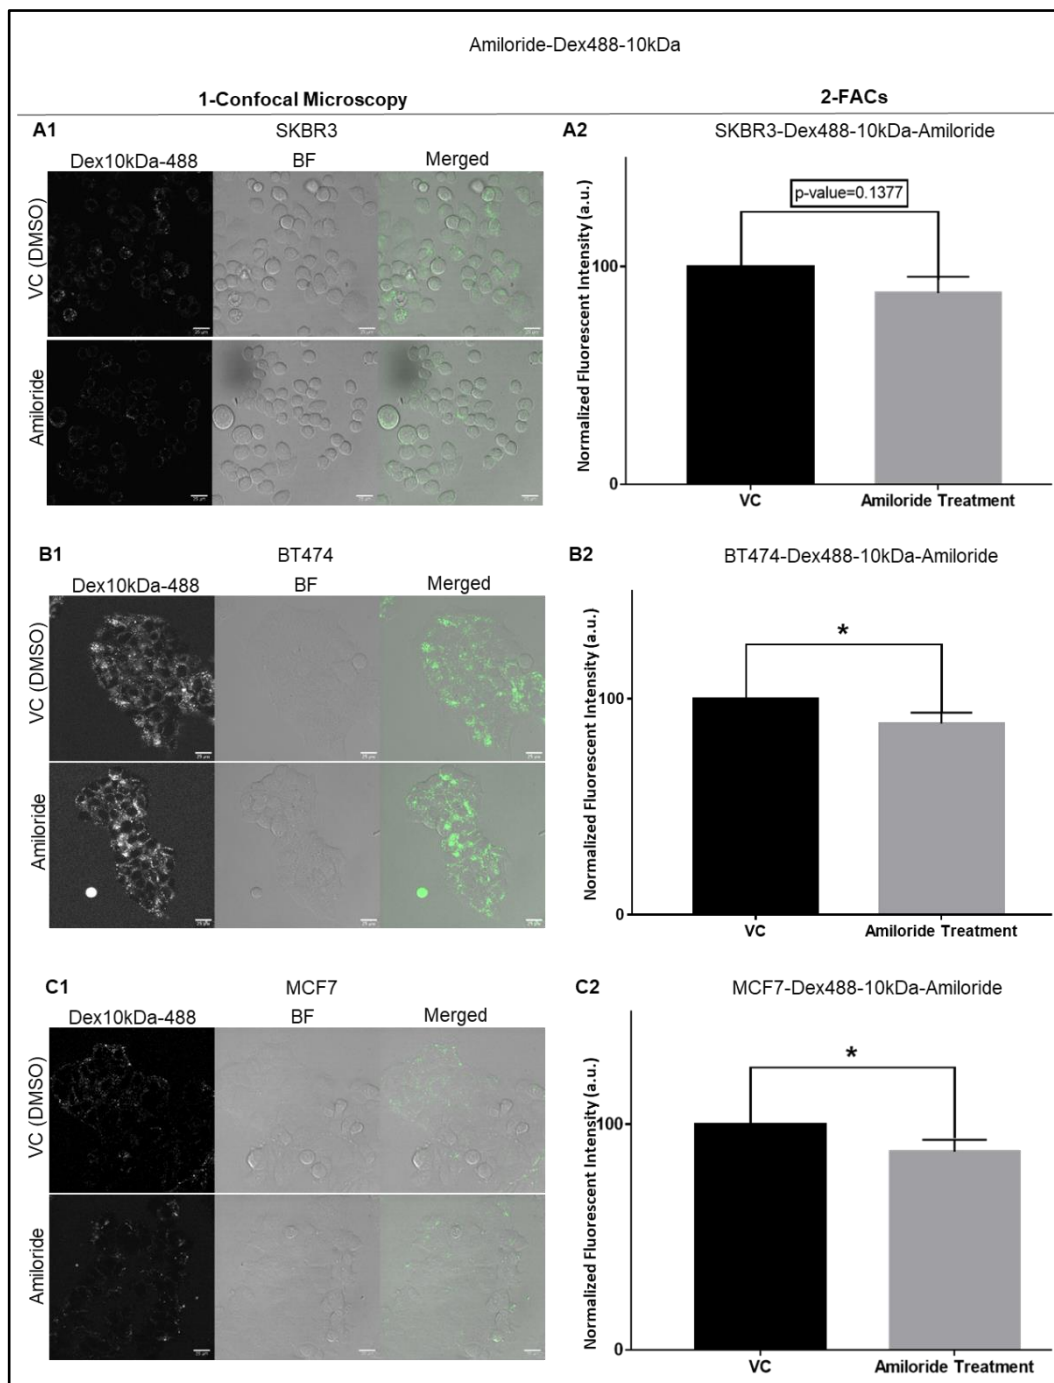 Amiloride-Dex488-10kDa
1-Confocal Microscopy
2-FACs
A1
SKBR3
Dex10kDa-488
BF
Merged
VC (DMSO)
Amiloride
A2
SKBR3-Dex488-10kDa-Amiloride
Normalized Fluorescent Intensity (a.u.)
p-value=0.1377
100
0
VC
Amiloride Treatment
B1
BT474
Dex10kDa-488
BF
Merged
VC (DMSO)
Amiloride
B2
BT474-Dex488-10kDa-Amiloride
Normalized Fluorescent Intensity (a.u.)
*
100
0
VC
Amiloride Treatment
C1
MCF7
Dex10kDa-488
BF
Merged
VC (DMSO)
Amiloride
C2
MCF7-Dex488-10kDa-Amiloride
Normalized Fluorescent Intensity (a.u.)
*
100
0
VC
Amiloride Treatment